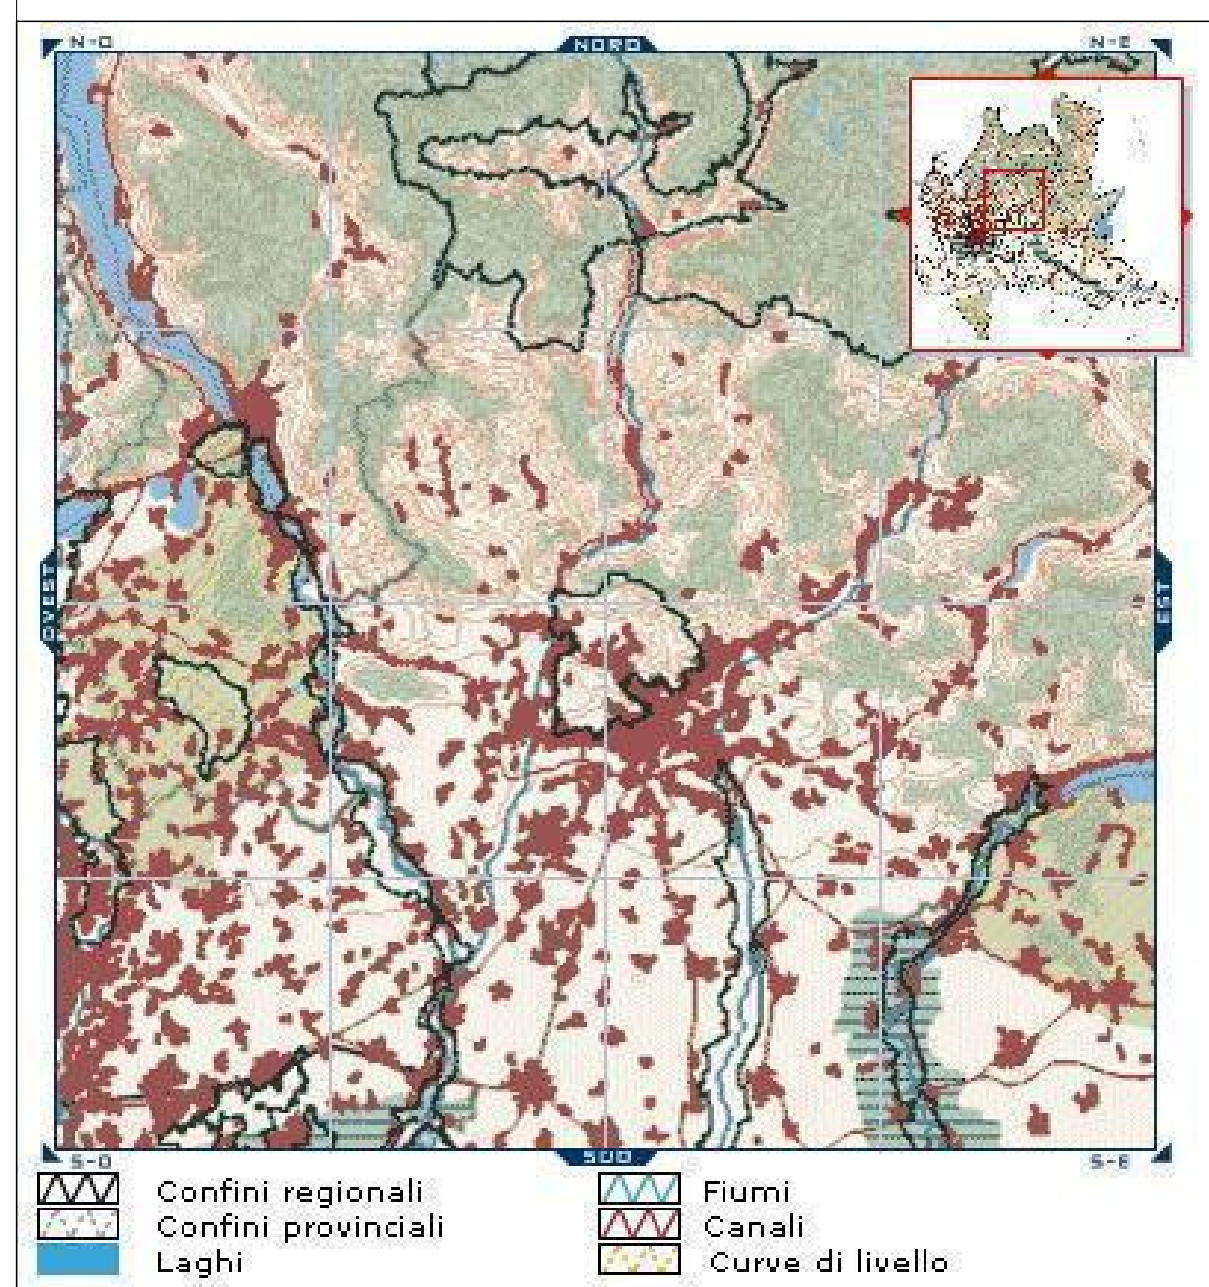 N-O NORD N-E
OVEST
EST
S-O SUD S-E
Confini regionali
Fiumi
Confini provinciali
Canali
Laghi
Curve di livello